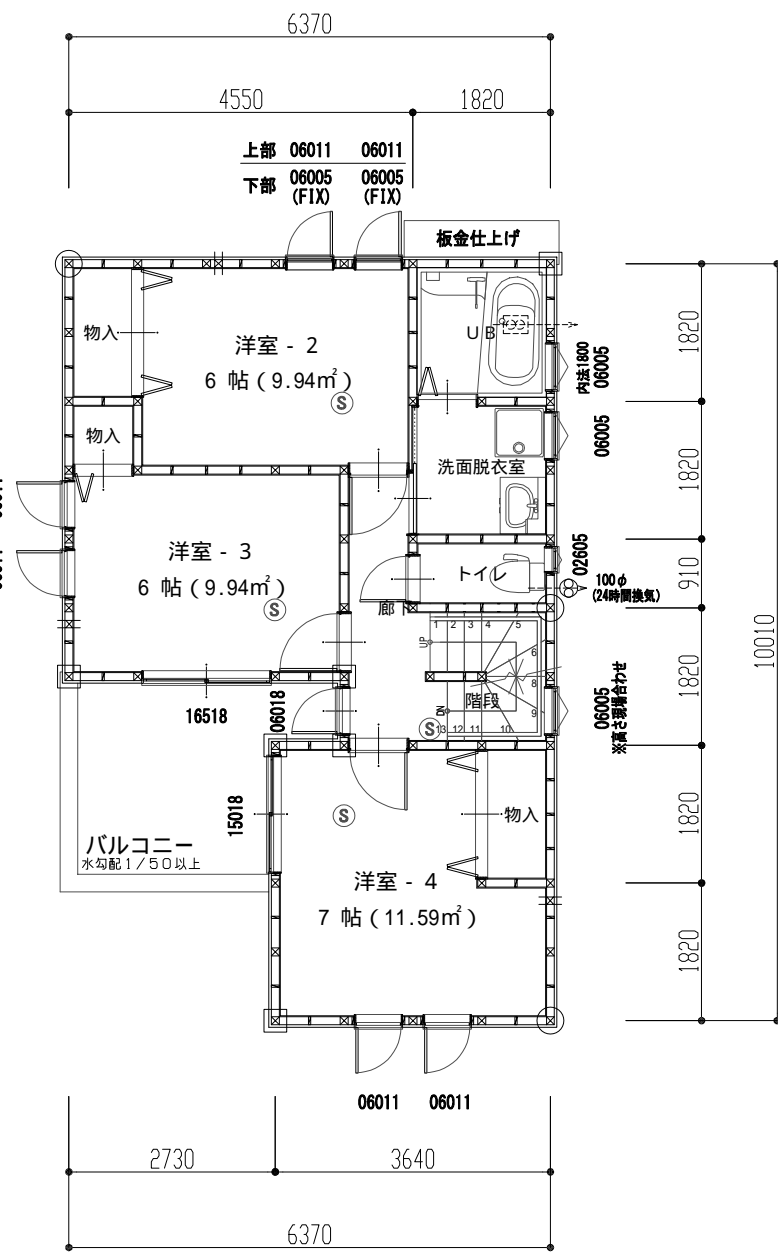 6370
4550
1820
上部 06011 06011
下部 06005 06005
(FIX) (FIX)
板金仕上げ
物入
洋室 - 2
6 帖 ( 9.94㎡ )
S
UB
内法1800
06005
1820
物入
洗面脱衣室
06005
1820
洋室 - 3
6 帖 ( 9.94㎡ )
S
トイレ
02605
100φ
(24時間換気)
910
10010
廊下
1 2 3 4 5
UP
6
8
9
階段
DN
13 12 11 10
S
06005
※高さ現場合わせ
1820
16518
06018
15018
S
物入
1820
バルコニー
水勾配1/50以上
洋室 - 4
7 帖 ( 11.59㎡ )
1820
06011 06011
2730
3640
6370